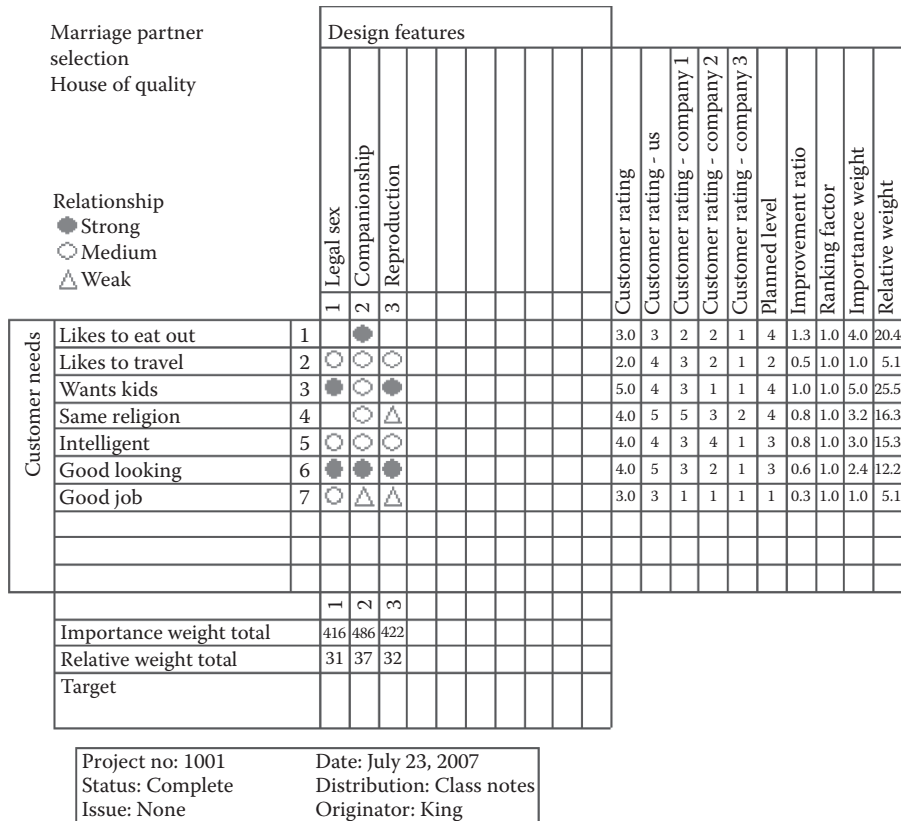 Marriage partner
selection
House of quality
Design features
Relationship
Strong
Medium
Weak
Legal sex
Companionship
Reproduction
Customer rating
Customer rating - us
Customer rating - company 1
Customer rating - company 2
Customer rating - company 3
Planned level
Improvement ratio
Ranking factor
Importance weight
Relative weight
1 2 3
Customer needs
Likes to eat out 1 3.0 3 2 2 1 4 1.3 1.0 4.0 20.4
Likes to travel 2 2.0 4 3 2 1 2 0.5 1.0 1.0 5.1
Wants kids 3 5.0 4 3 1 1 4 1.0 1.0 5.0 25.5
Same religion 4 4.0 5 5 3 2 4 0.8 1.0 3.2 16.3
Intelligent 5 4.0 4 3 4 1 3 0.8 1.0 3.0 15.3
Good looking 6 4.0 5 3 2 1 3 0.6 1.0 2.4 12.2
Good job 7 3.0 3 1 1 1 1 0.3 1.0 1.0 5.1
1 2 3
Importance weight total 416 486 422
Relative weight total 31 37 32
Target
Project no: 1001 Date: July 23, 2007
Status: Complete Distribution: Class notes
Issue: None Originator: King